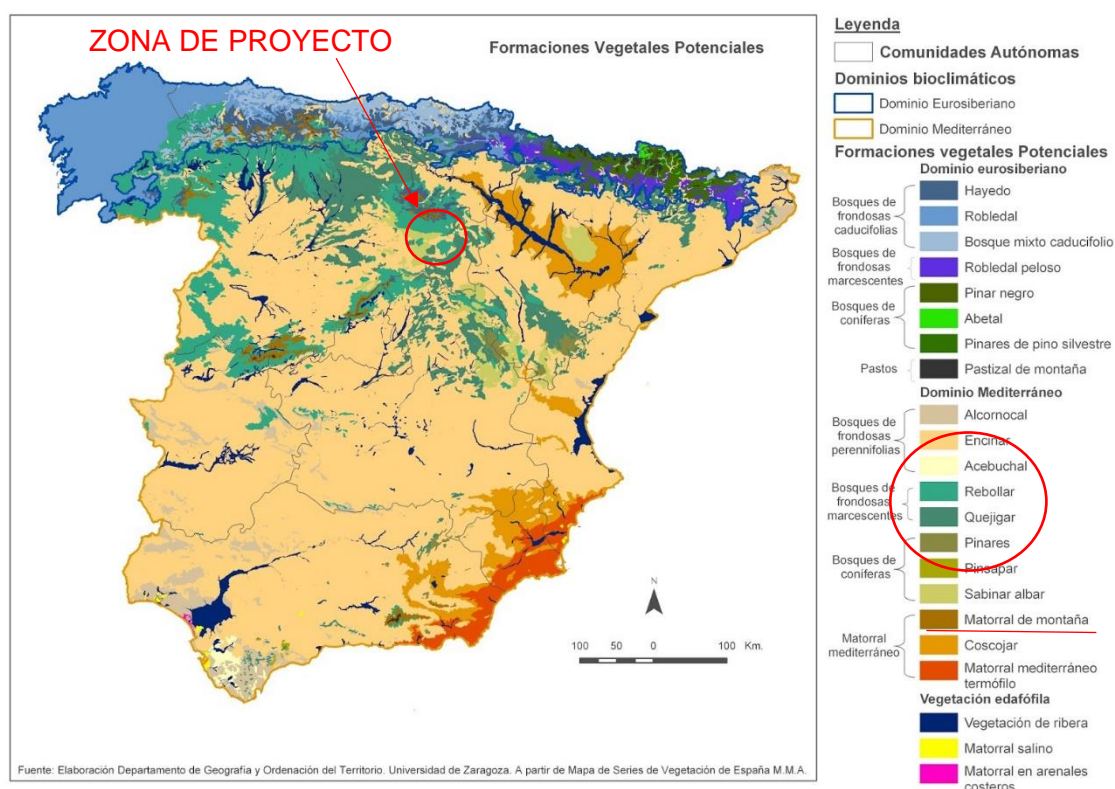 ZONA DE PROYECTO
Formaciones Vegetales Potenciales
N
100 50 0 100 Km.
Fuente: Elaboración Departamento de Geografía y Ordenación del Territorio. Universidad de Zaragoza. A partir de Mapa de Series de Vegetación de España M.M.A.
Leyenda
Comunidades Autónomas
Dominios bioclimáticos
Dominio Eurosiberiano
Dominio Mediterráneo
Formaciones vegetales Potenciales
Dominio eurosiberiano
Bosques de
frondosas
caducifolias
Hayedo
Robledal
Bosque mixto caducifolio
Bosques de
frondosas
marcescentes
Robledal peloso
Bosques de
coníferas
Pinar negro
Abetal
Pinares de pino silvestre
Pastos
Pastizal de montaña
Dominio Mediterráneo
Bosques de
frondosas
perennifolias
Alcornocal
Encinar
Acebuchal
Bosques de
frondosas
marcescentes
Rebollar
Quejigar
Bosques de
coníferas
Pinares
Pinsapar
Sabinar albar
Matorral
mediterráneo
Matorral de montaña
Coscojar
Matorral mediterráneo
termófilo
Vegetación edafófila
Vegetación de ribera
Matorral salino
Matorral en arenales
costeros